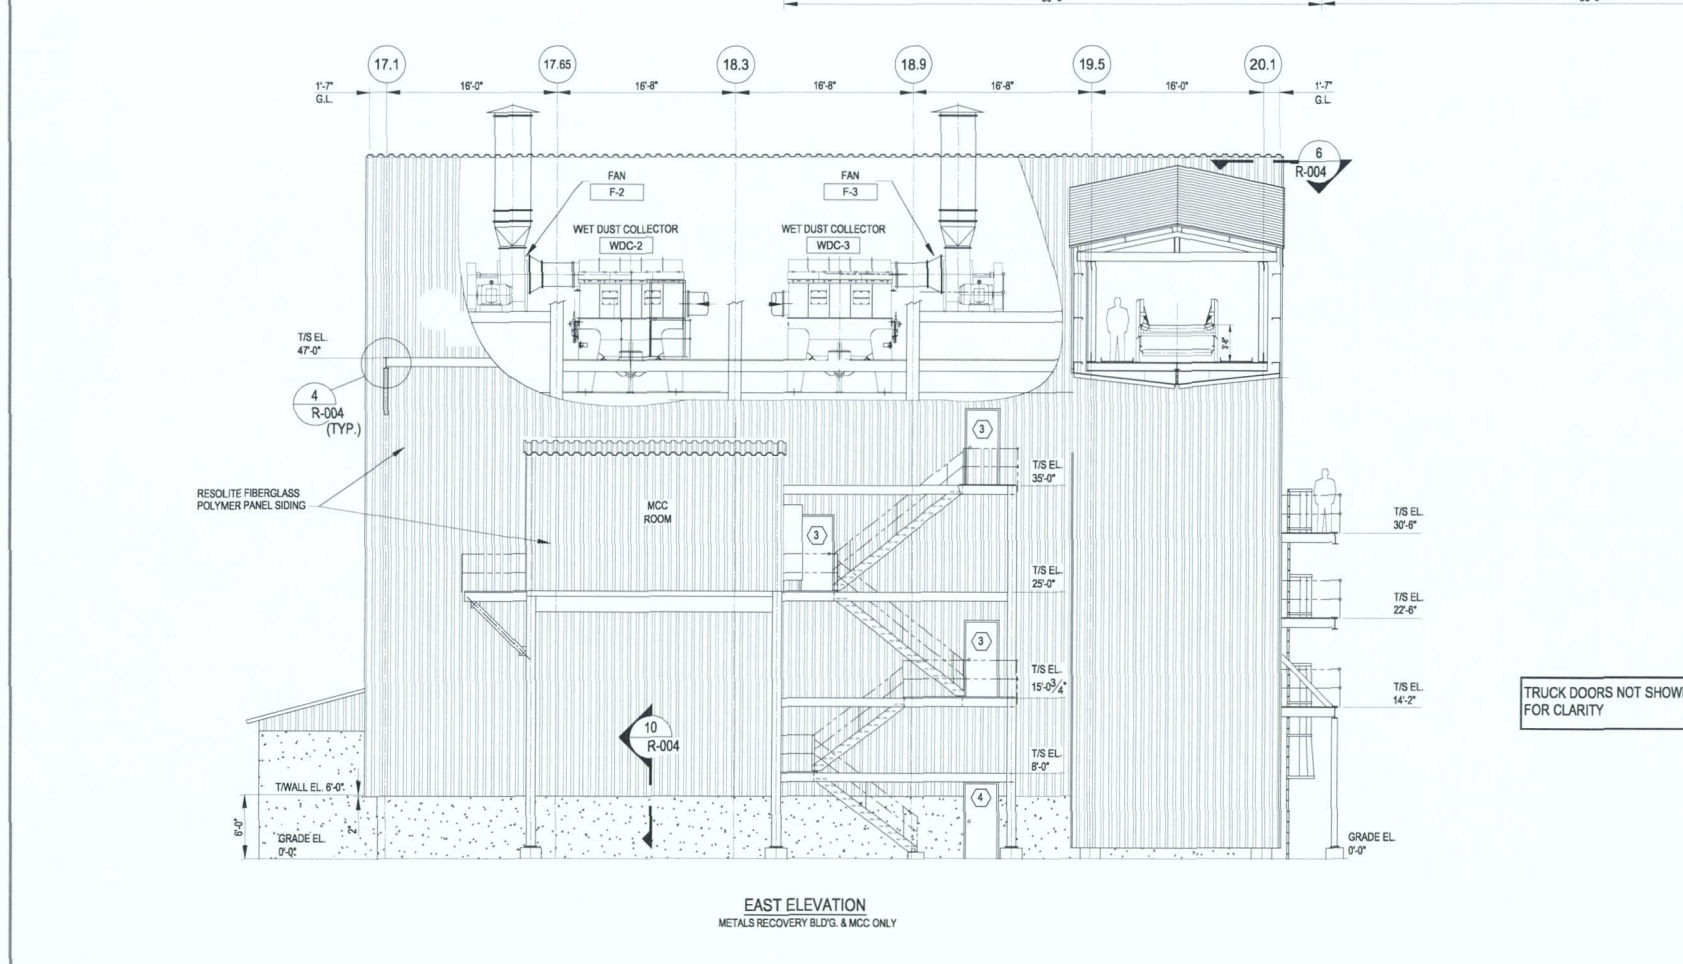 17.1
17.65
18.3
18.9
19.5
20.1
1'-7"
G.L.
16'-0"
16'-8"
16'-8"
16'-8"
16'-0"
1'-7"
G.L.
6
R-004
FAN
F-2
FAN
F-3
WET DUST COLLECTOR
WDC-2
WET DUST COLLECTOR
WDC-3
3'-6"
T/S EL.
47'-0"
4
R-004
(TYP.)
3
T/S EL.
35'-0"
RESOLITE FIBERGLASS
POLYMER PANEL SIDING
MCC
ROOM
3
T/S EL.
30'-6"
T/S EL.
25'-0"
T/S EL.
22'-6"
3
T/S EL.
15'-0 3/4"
T/S EL.
14'-2"
TRUCK DOORS NOT SHOW
FOR CLARITY
10
R-004
T/S EL.
8'-0"
T/WALL EL. 6'-0"
4
6'-0"
2"
GRADE EL.
0'-0"
GRADE EL.
0'-0"
EAST ELEVATION
METALS RECOVERY BLD'G. & MCC ONLY